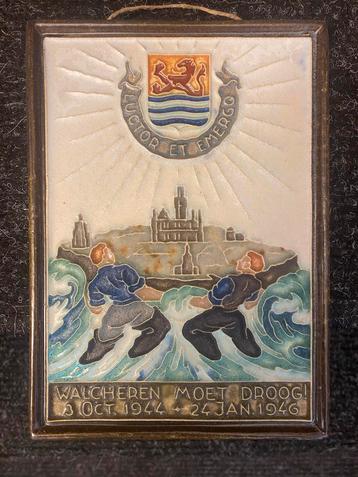 LUCTOR ET EMERGO
WALCHEREN MOET DROOG!
3 OCT. 1944 + 24 JAN. 1946